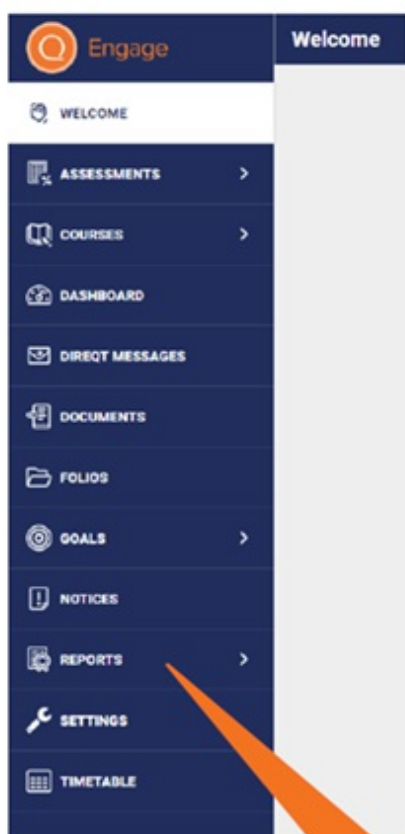 Engage
Welcome
WELCOME
ASSESSMENTS
COURSES
DASHBOARD
DIREQT MESSAGES
DOCUMENTS
FOLIOS
GOALS
NOTICES
REPORTS
SETTINGS
TIMETABLE